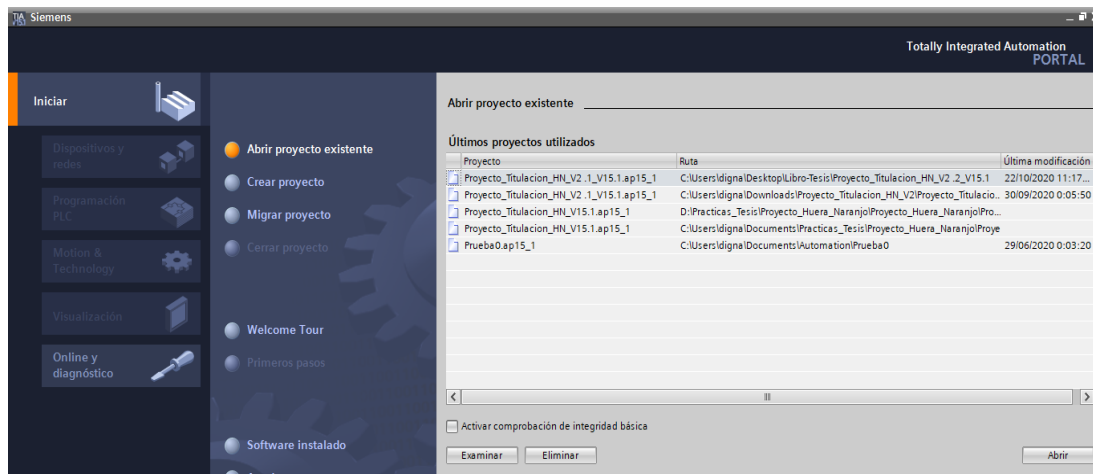 Siemens
Totally Integrated Automation
PORTAL
Iniciar
Dispositivos y
redes
Programación
PLC
Motion &
Technology
Visualización
Online y
diagnóstico
Abrir proyecto existente
Crear proyecto
Migrar proyecto
Cerrar proyecto
Welcome Tour
Primeros pasos
Software instalado
Abrir proyecto existente
Últimos proyectos utilizados
Proyecto Ruta Última modificación
Proyecto_Titulacion_HN_V2 .1_V15.1.ap15_1 C:\Users\digna\Desktop\Libro-Tesis\Proyecto_Titulacion_HN_V2 .2_V15.1 22/10/2020 11:17...
Proyecto_Titulacion_HN_V2 .1_V15.1.ap15_1 C:\Users\digna\Downloads\Proyecto_Titulacion_HN_V2\Proyecto_Titulacio... 30/09/2020 0:05:50
Proyecto_Titulacion_HN_V15.1.ap15_1 D:\Practicas_Tesis\Proyecto_Huera_Naranjo\Proyecto_Huera_Naranjo\Pro...
Proyecto_Titulacion_HN_V15.1.ap15_1 C:\Users\digna\Documents\Practicas_Tesis\Proyecto_Huera_Naranjo\Proye
Prueba0.ap15_1 C:\Users\digna\Documents\Automation\Prueba0 29/06/2020 0:03:20
Activar comprobación de integridad básica
Examinar Eliminar Abrir